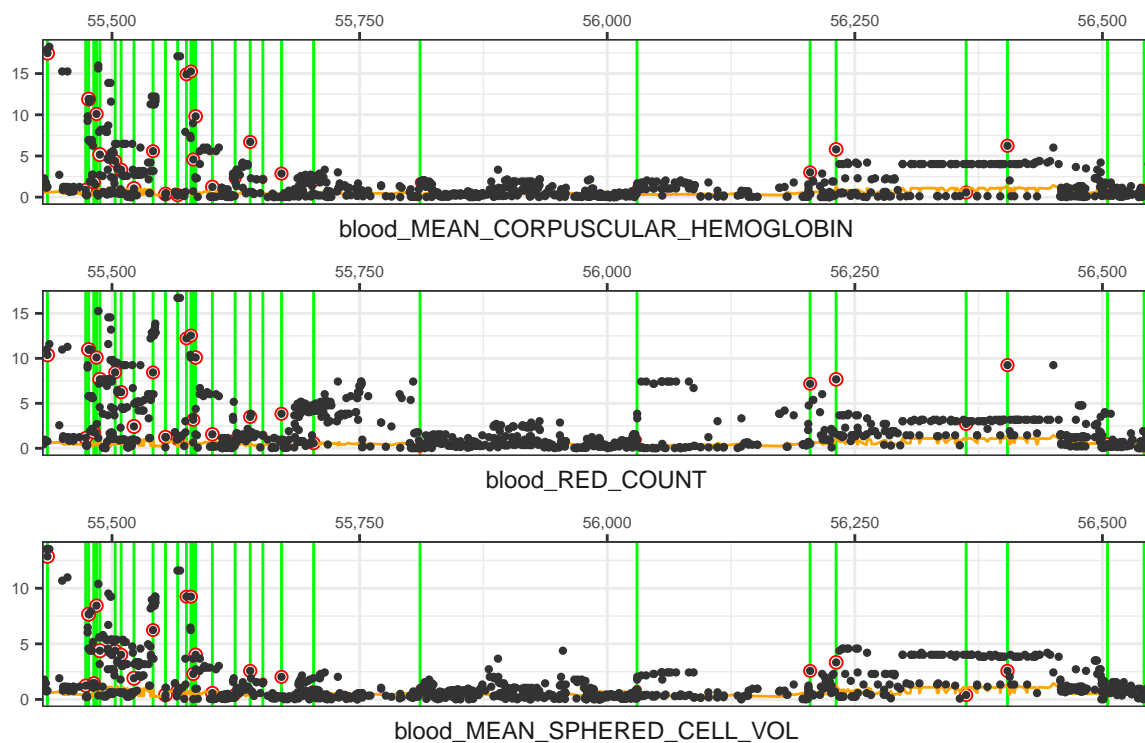 55,500 55,750 56,000 56,250 56,500
15
10
5
0
blood_MEAN_CORPUSCULAR_HEMOGLOBIN
55,500 55,750 56,000 56,250 56,500
15
10
5
0
blood_RED_COUNT
55,500 55,750 56,000 56,250 56,500
10
5
0
blood_MEAN_SPHERED_CELL_VOL